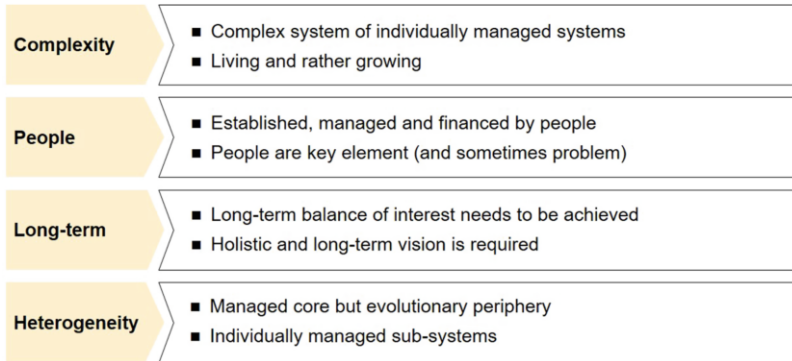 Complexity
■ Complex system of individually managed systems
■ Living and rather growing
People
■ Established, managed and financed by people
■ People are key element (and sometimes problem)
Long-term
■ Long-term balance of interest needs to be achieved
■ Holistic and long-term vision is required
Heterogeneity
■ Managed core but evolutionary periphery
■ Individually managed sub-systems